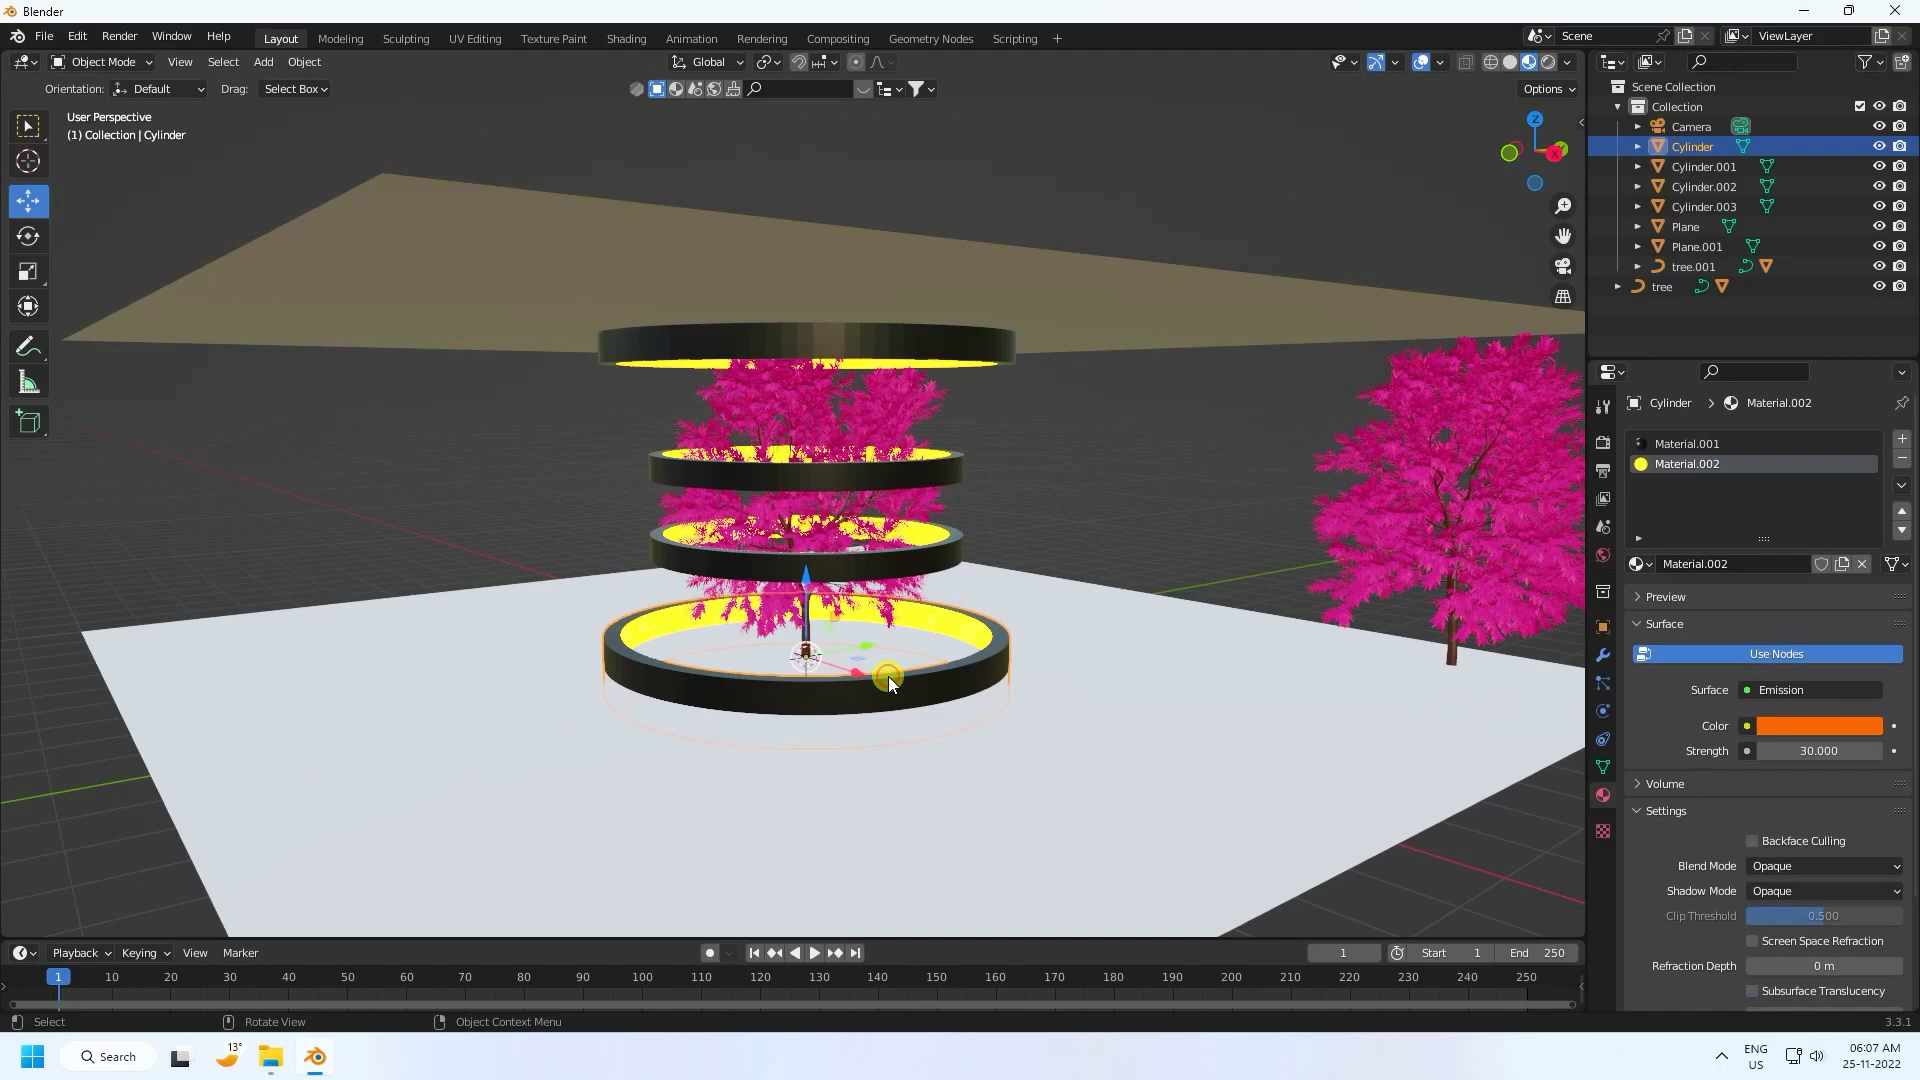 Blender
File Edit Render Window Help
Layout Modeling Sculpting UV Editing Texture Paint Shading Animation Rendering Compositing Geometry Nodes Scripting +
Scene ViewLayer
Object Mode View Select Add Object Global
Orientation: Default Drag: Select Box Options
User Perspective
(1) Collection | Cylinder
Z
X
Scene Collection
Collection
Camera
Cylinder
Cylinder.001
Cylinder.002
Cylinder.003
Plane
Plane.001
tree.001
tree
Cylinder > Material.002
Material.001
Material.002
Material.002
Preview
Surface
Use Nodes
Surface Emission
Color
Strength 30.000
Volume
Settings
Backface Culling
Blend Mode Opaque
Shadow Mode Opaque
Clip Threshold 0.500
Screen Space Refraction
Refraction Depth 0 m
Subsurface Translucency
Playback Keying View Marker 1 Start 1 End 250
1 10 20 30 40 50 60 70 80 90 100 110 120 130 140 150 160 170 180 190 200 210 220 230 240 250
Select Rotate View Object Context Menu 3.3.1
Search 13° ENG US 06:07 AM
25-11-2022